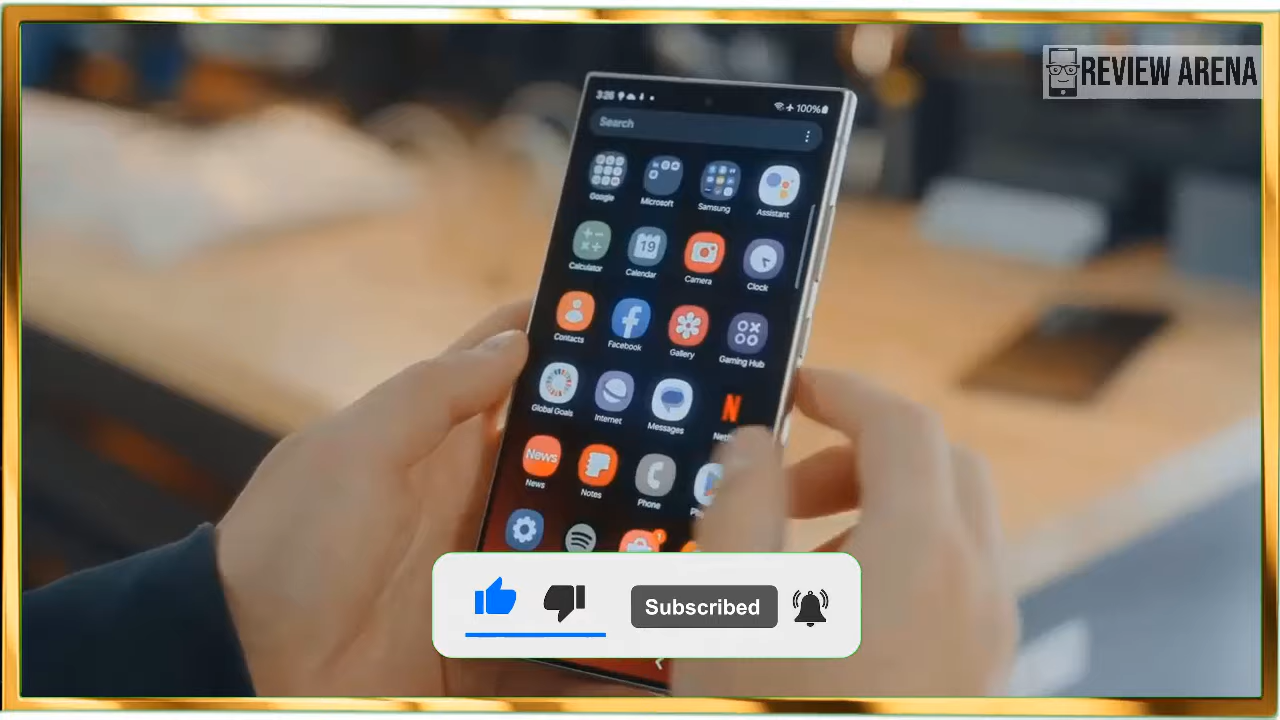 REVIEW ARENA
3:26
100%
Search
Google Microsoft Samsung Assistant
Calculator Calendar Camera Clock
19
Contacts Facebook Gallery Gaming Hub
Global Goals Internet Messages
N
News
News Notes Phone
1
Subscribed